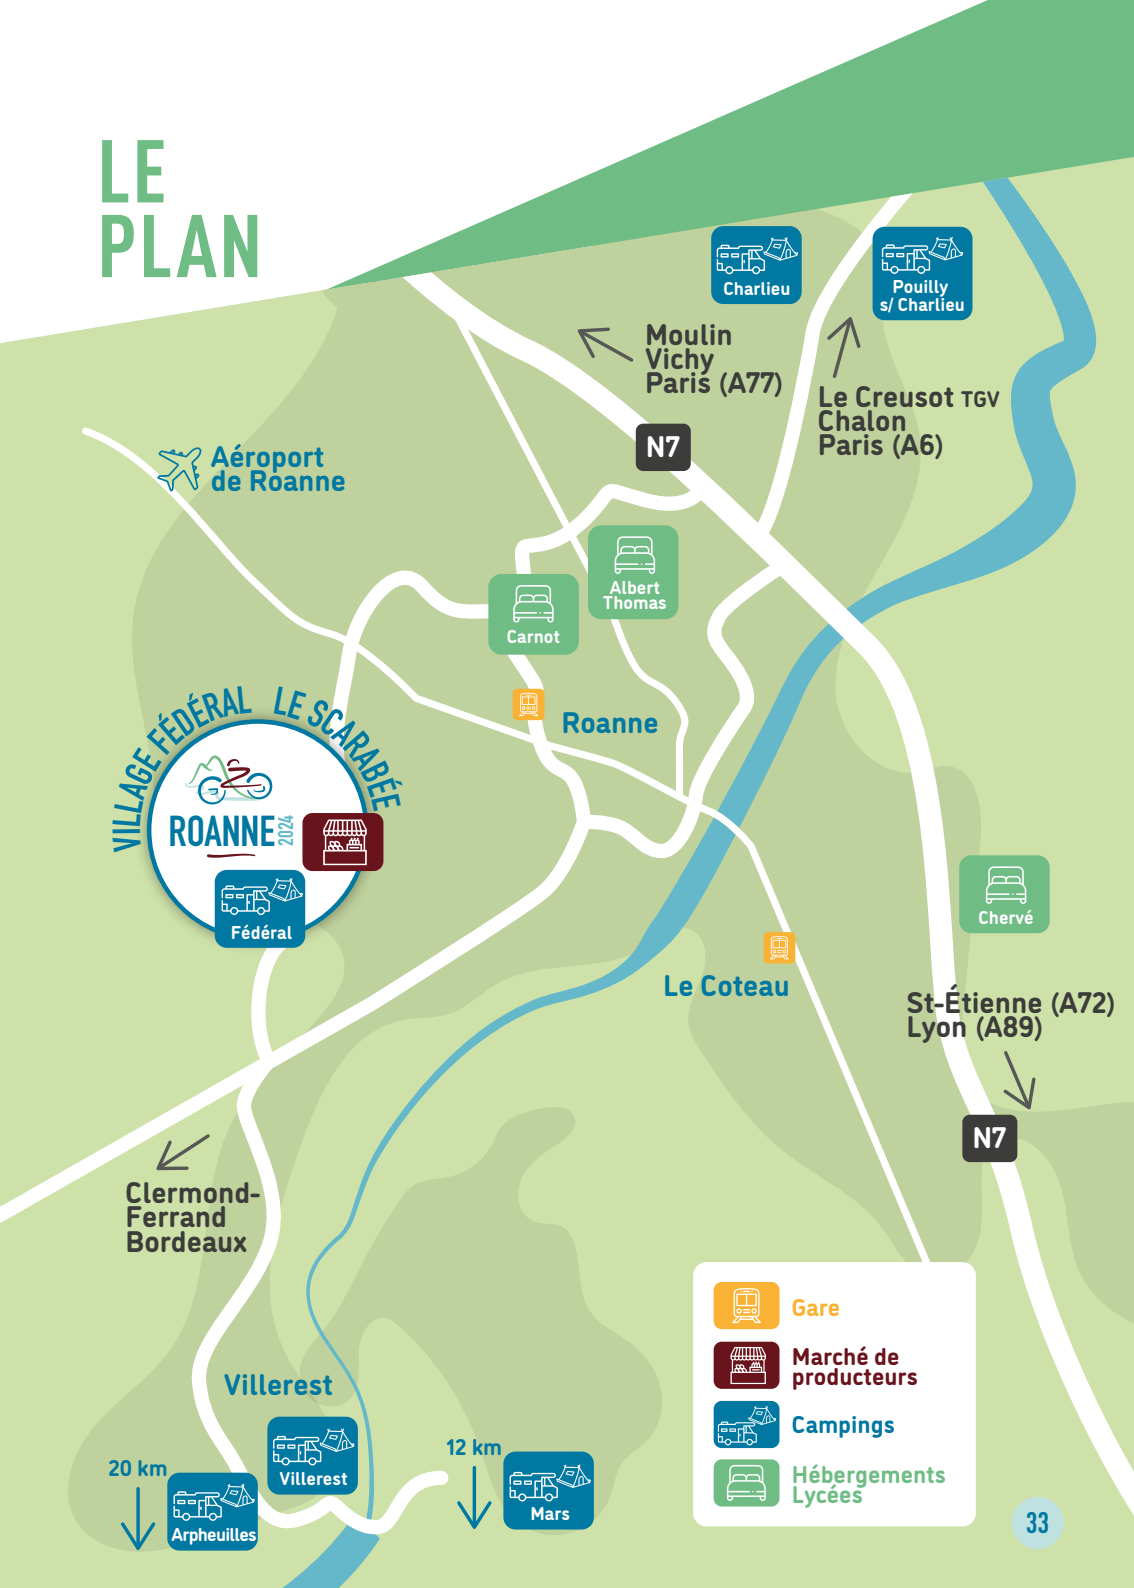 LE
PLAN
Charlieu
Pouilly
s/ Charlieu
Moulin
Vichy
Paris (A77)
Le Creusot TGV
Chalon
Paris (A6)
N7
Aéroport
de Roanne
Albert
Thomas
Carnot
Roanne
VILLAGE FÉDÉRAL LE SCARABÉE
ROANNE 2024
Fédéral
Chervé
Le Coteau
St-Étienne (A72)
Lyon (A89)
N7
Clermond-
Ferrand
Bordeaux
Gare
Marché de
producteurs
Campings
Hébergements
Lycées
Villerest
Villerest
20 km
Arpheuilles
12 km
Mars
33